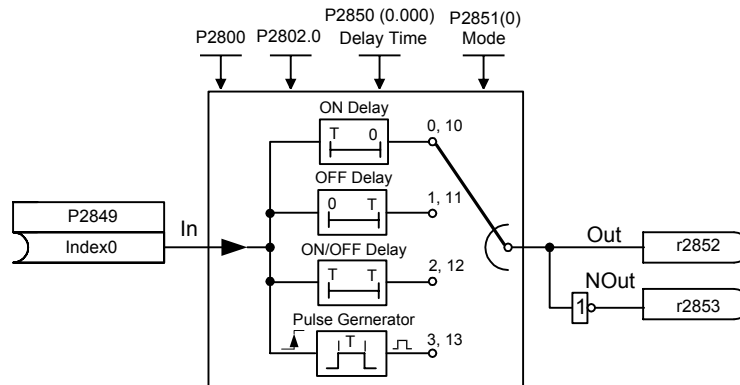 P2800
P2802.0
P2850 (0.000)
Delay Time
P2851(0)
Mode
ON Delay
T 0
0, 10
OFF Delay
0 T
1, 11
P2849
Index0
In
ON/OFF Delay
T T
2, 12
Out
r2852
NOut
1
r2853
Pulse Gernerator
T
3, 13